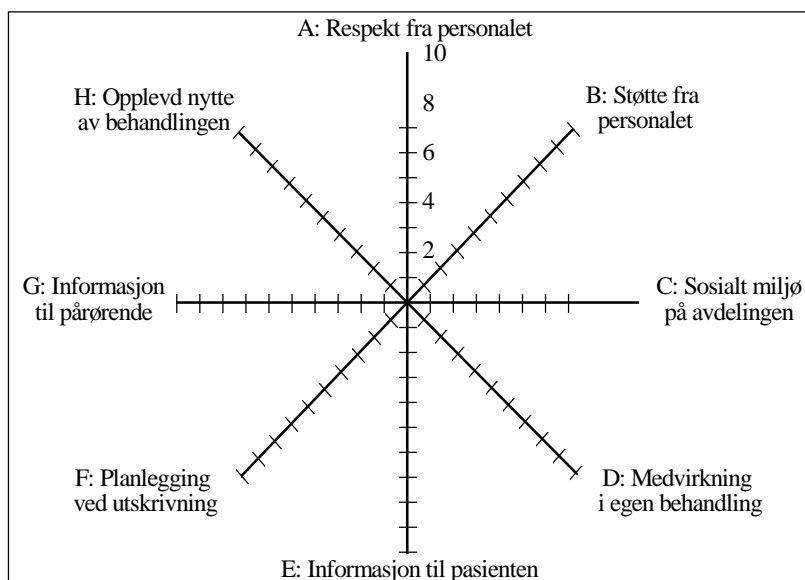 A: Respekt fra personalet
10
H: Opplevd nytte
av behandlingen
8
B: Støtte fra
personalet
6
4
2
G: Informasjon
til pårørende
C: Sosialt miljø
på avdelingen
F: Planlegging
ved utskrivning
D: Medvirkning
i egen behandling
E: Informasjon til pasienten